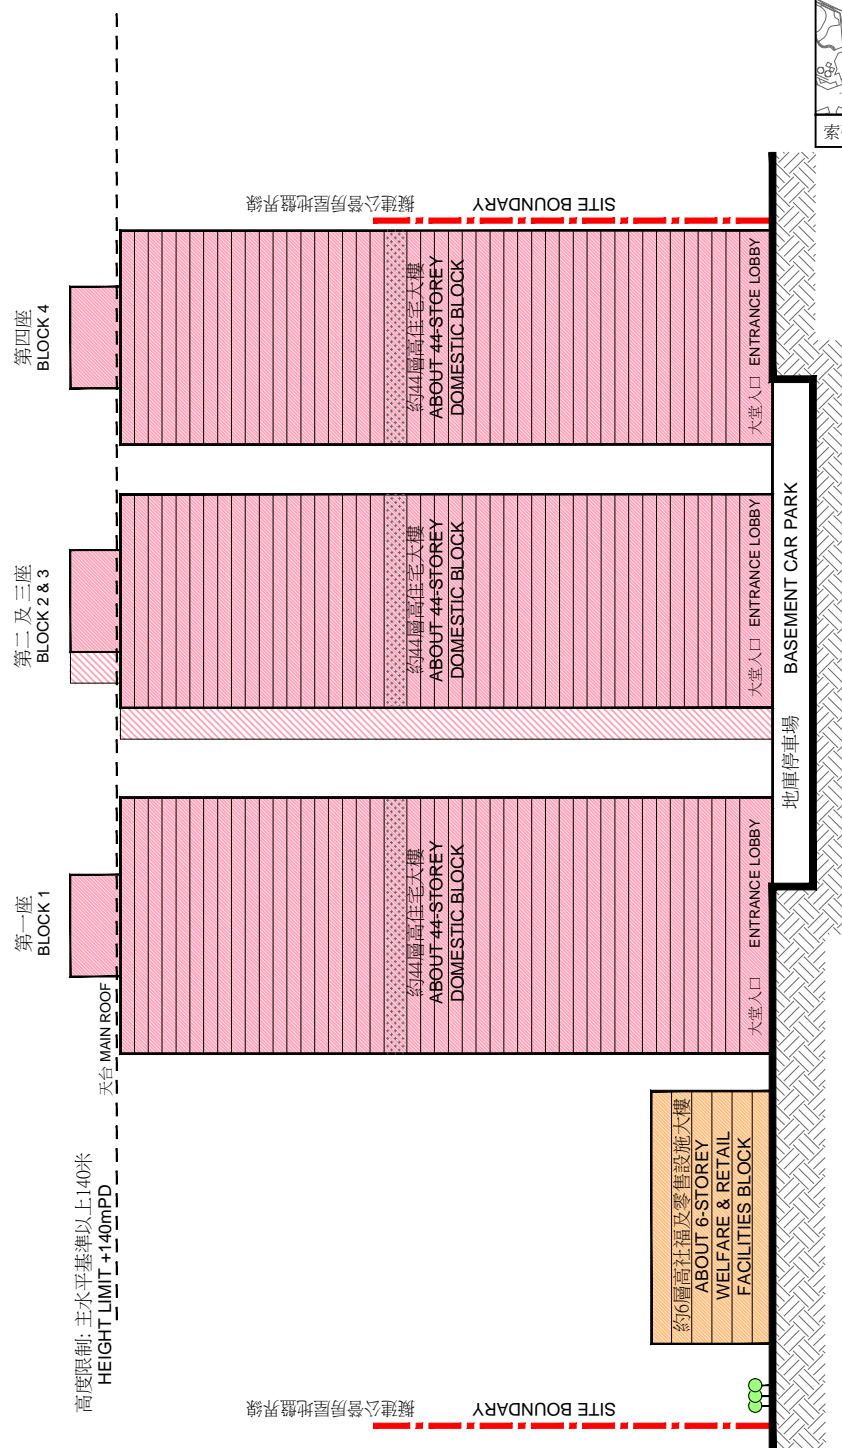 高度限制: 主水平基準以上140米
HEIGHT LIMIT +140mPD
天台 MAIN ROOF
第一座
BLOCK 1
第二 及 三座
BLOCK 2 & 3
第四座
BLOCK 4
擬建公營房屋地盤界線
SITE BOUNDARY
約6層高社福及零售設施大樓
ABOUT 6-STOREY
WELFARE & RETAIL
FACILITIES BLOCK
約44層高住宅大樓
ABOUT 44-STOREY
DOMESTIC BLOCK
大堂入口 ENTRANCE LOBBY
約44層高住宅大樓
ABOUT 44-STOREY
DOMESTIC BLOCK
大堂入口 ENTRANCE LOBBY
約44層高住宅大樓
ABOUT 44-STOREY
DOMESTIC BLOCK
大堂入口 ENTRANCE LOBBY
擬建公營房屋地盤界線
SITE BOUNDARY
地庫停車場 BASEMENT CAR PARK
索